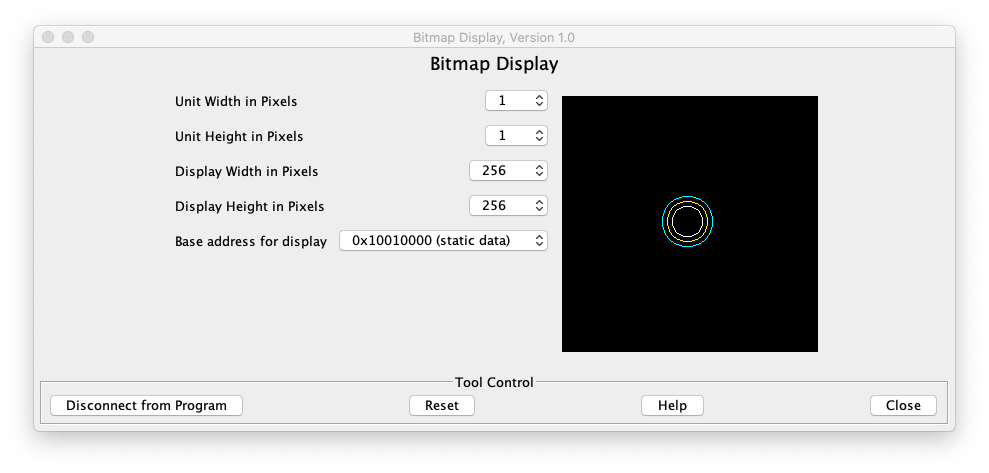 Bitmap Display, Version 1.0
Bitmap Display
Unit Width in Pixels 1
Unit Height in Pixels 1
Display Width in Pixels 256
Display Height in Pixels 256
Base address for display 0x10010000 (static data)
Tool Control
Disconnect from Program Reset Help Close